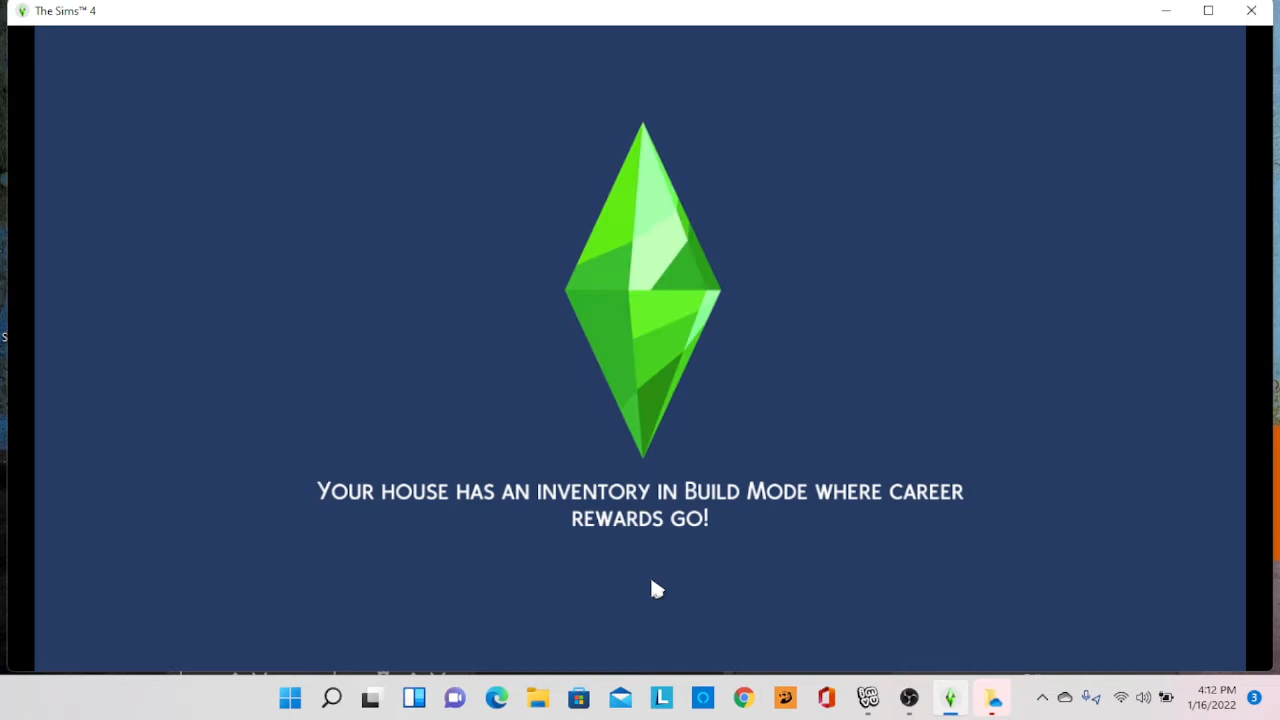 The Sims™ 4
YOUR HOUSE HAS AN INVENTORY IN BUILD MODE WHERE CAREER
REWARDS GO!
4:12 PM
1/16/2022
3